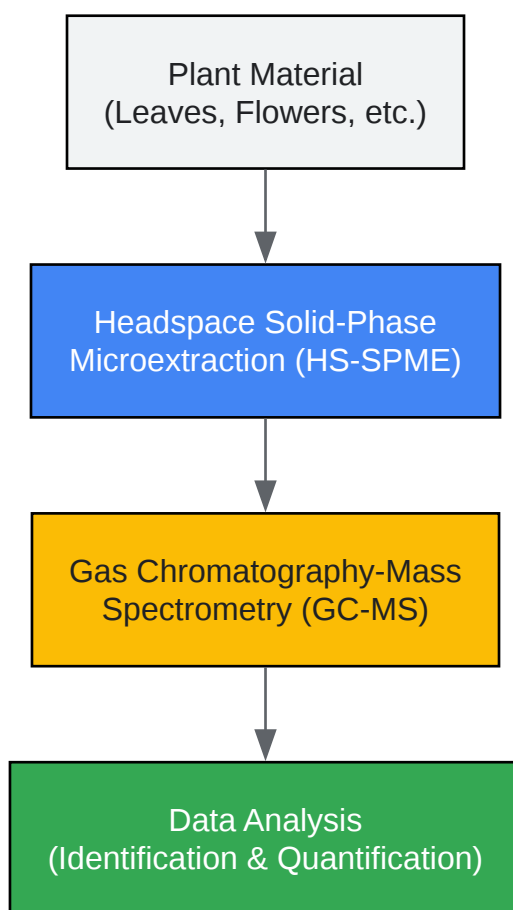 Plant Material
(Leaves, Flowers, etc.)
Headspace Solid-Phase
Microextraction (HS-SPME)
Gas Chromatography-Mass
Spectrometry (GC-MS)
Data Analysis
(Identification & Quantification)